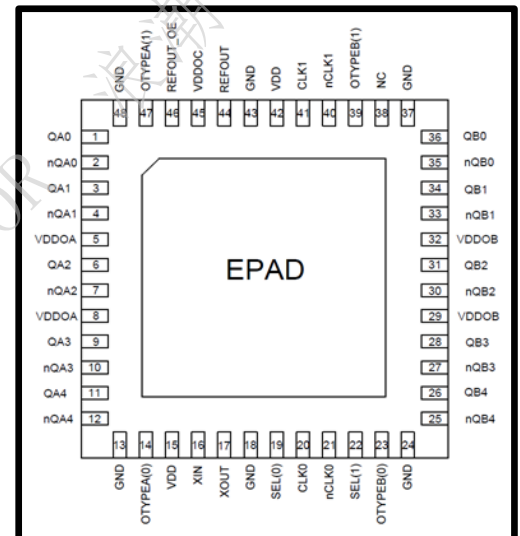 GND
OTYPEA(1)
REFOUT_OE
VDDOC
REFOUT
GND
VDD
CLK1
nCLK1
OTYPEB(1)
NC
GND
48
47
46
45
44
43
42
41
40
39
38
37
QA0 1
nQA0 2
QA1 3
nQA1 4
VDDOA 5
QA2 6
nQA2 7
VDDOA 8
QA3 9
nQA3 10
QA4 11
nQA4 12
EPAD
36 QB0
35 nQB0
34 QB1
33 nQB1
32 VDDOB
31 QB2
30 nQB2
29 VDDOB
28 QB3
27 nQB3
26 QB4
25 nQB4
13
14
15
16
17
18
19
20
21
22
23
24
GND
OTYPEA(0)
VDD
XIN
XOUT
GND
SEL(0)
CLK0
nCLK0
SEL(1)
OTYPEB(0)
GND
浪潮
OR